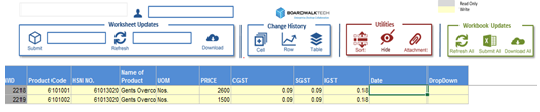 Read Only
Write
BOARDWALKTECH
Worksheet Updates
Change History
Utilities
Workbook Updates
Submit Refresh Download
Cell Row Table
Sort: Hide Attachment:
Refresh All Submit All Download All
Product Code HSN NO. Name of Product UOM PRICE CGST SGST IGST Date DropDown
2218 6101001 61013020 Gents Overco Nos. 2600 0.09 0.09 0.18
2219 6101002 61013020 Gents Overco Nos. 1500 0.09 0.09 0.18